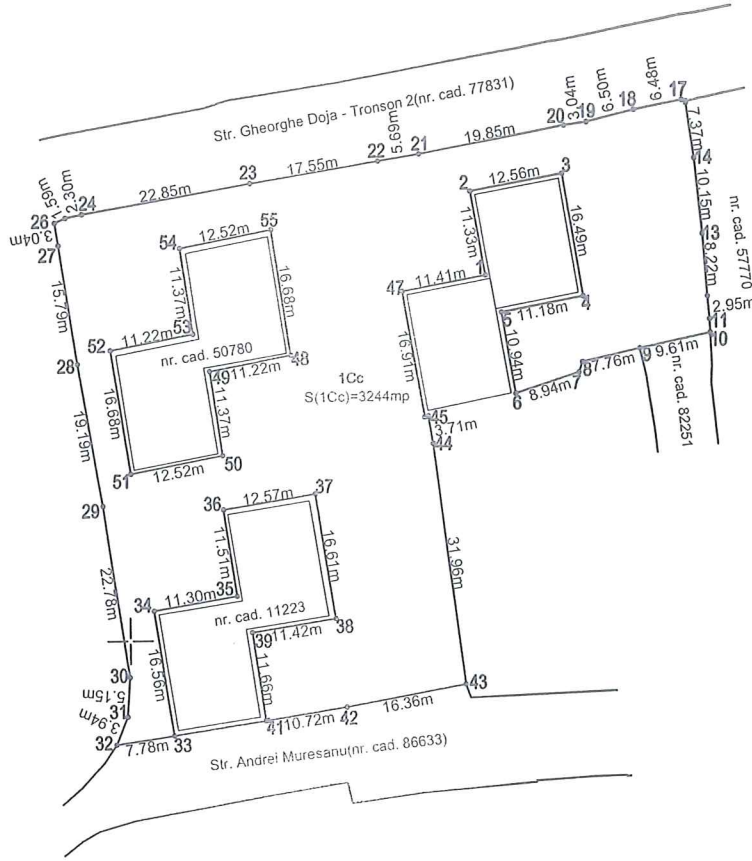 Str. Gheorghe Doja - Tronson 2(nr. cad. 77831)
17
6.48m
18
6.50m
19
3.04m
20
19.85m
21
5.69m
22
17.55m
23
22.85m
24
2.30m
1.59m
26
3.04m
27
7.37m
14
10.15m
13
8.22m
nr. cad. 57770
2.95m
11
10
9.61m
9
nr. cad. 82251
7.76m
8
7
8.94m
6
2
12.56m
3
11.33m
16.49m
1
4
11.18m
5
10.94m
47
11.41m
16.91m
45
3.71m
44
54
12.52m
55
11.37m
16.68m
53
52
11.22m
nr. cad. 50780
48
11.22m
49
16.68m
11.37m
51
12.52m
50
1Cc
S(1Cc)=3244mp
15.79m
28
19.19m
29
22.78m
30
5.15m
31
3.94m
32
7.78m
33
36
12.57m
37
11.51m
16.61m
35
34
11.30m
nr. cad. 11223
38
11.42m
39
16.56m
11.66m
41
10.72m
42
16.36m
43
31.96m
Str. Andrei Muresanu(nr. cad. 86633)